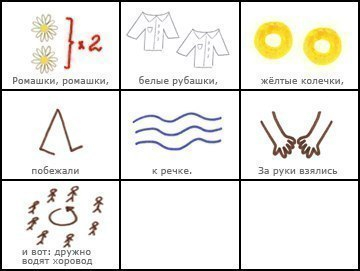 × 2
Ромашки, ромашки,
белые рубашки,
жёлтые колечки,
побежали
к речке.
За руки взялись
и вот: дружно
водят хоровод